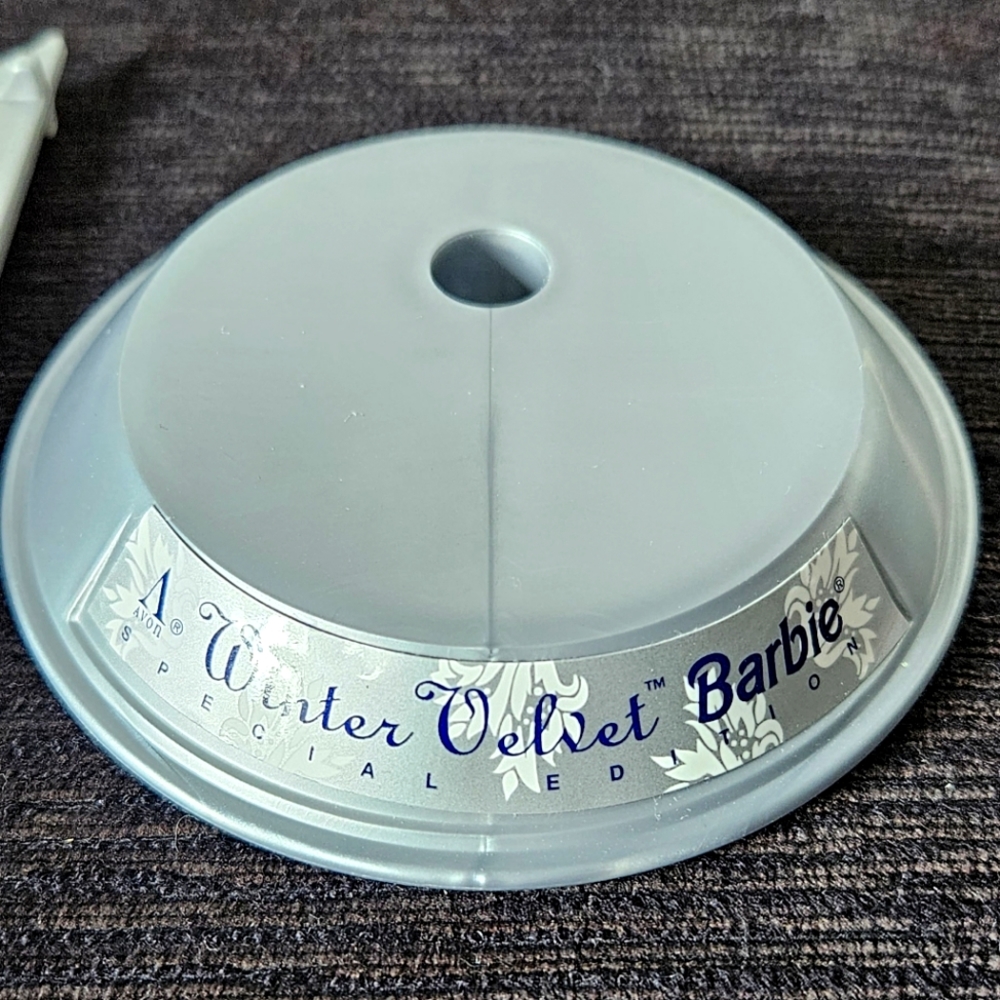 AVON® Winter Velvet™ Barbie®
SPECIAL EDITION